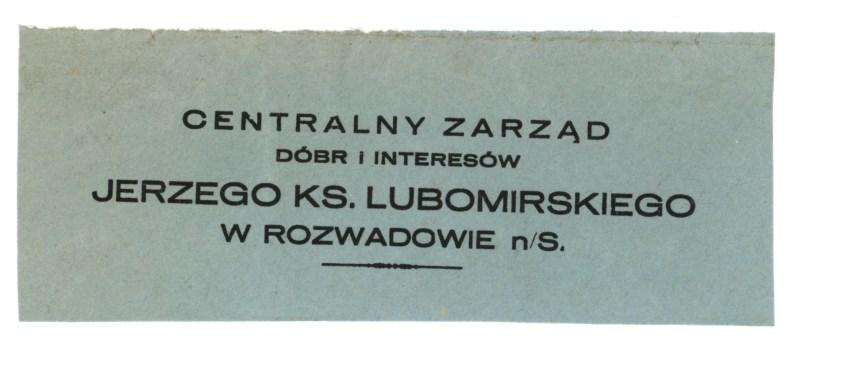 CENTRALNY ZARZĄD
DÓBR i INTERESÓW
JERZEGO KS. LUBOMIRSKIEGO
W ROZWADOWIE n/S.